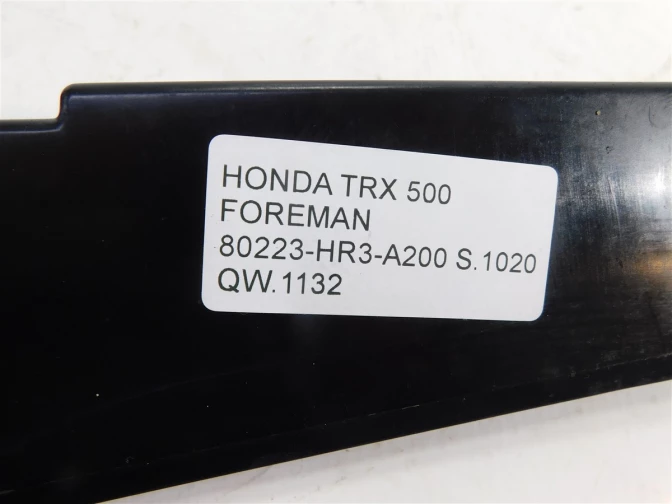 HONDA TRX 500
FOREMAN
80223-HR3-A200 S.1020
QW.1132